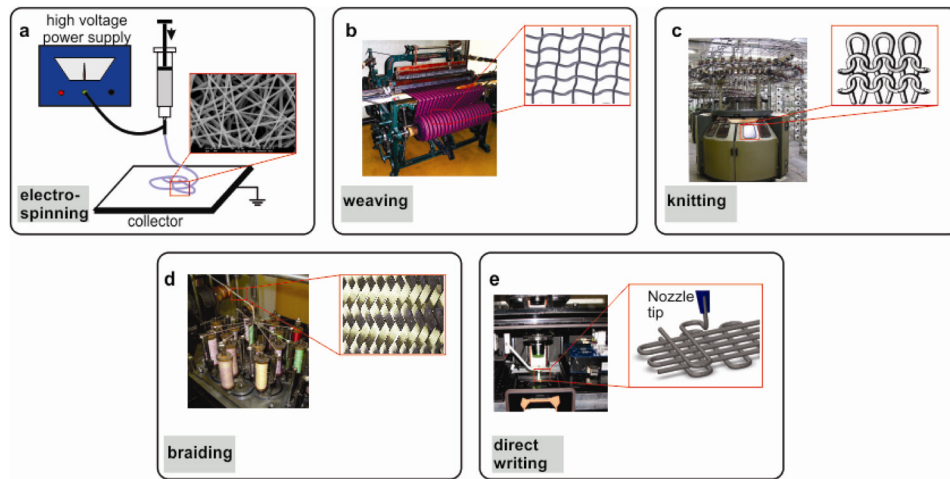 a
high voltage
power supply
electro-
spinning
collector
b
weaving
c
knitting
d
braiding
e
Nozzle
tip
direct
writing